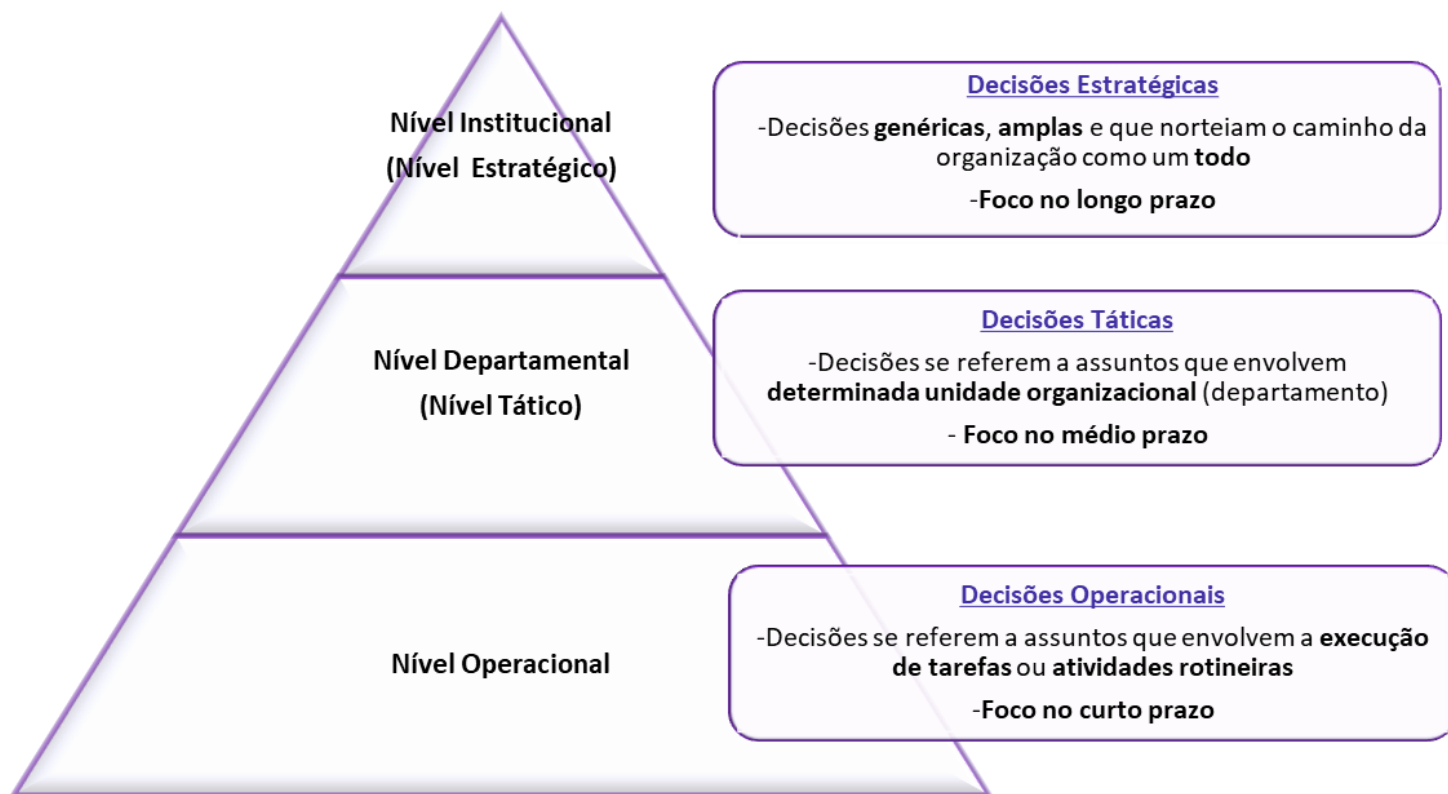 Nível Institucional
(Nível Estratégico)
Decisões Estratégicas
-Decisões genéricas, amplas e que norteiam o caminho da
organização como um todo
-Foco no longo prazo
Nível Departamental
(Nível Tático)
Decisões Táticas
-Decisões se referem a assuntos que envolvem
determinada unidade organizacional (departamento)
- Foco no médio prazo
Nível Operacional
Decisões Operacionais
-Decisões se referem a assuntos que envolvem a execução
de tarefas ou atividades rotineiras
-Foco no curto prazo